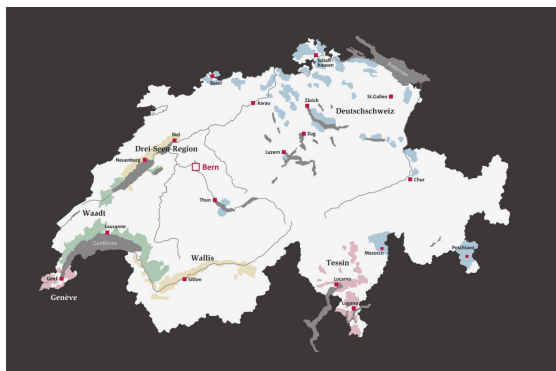 Schaff-
hausen
Basel
Aarau
Zürich
St.Gallen
Deutschschweiz
Biel
Drei-Seen-Region
Neuenburg
Zug
Luzern
Bern
Chur
Thun
Waadt
Lausanne
Genfersee
Genf
Genève
Wallis
Sitten
Tessin
Mesocco
Poschiavo
Locarno
Lugano